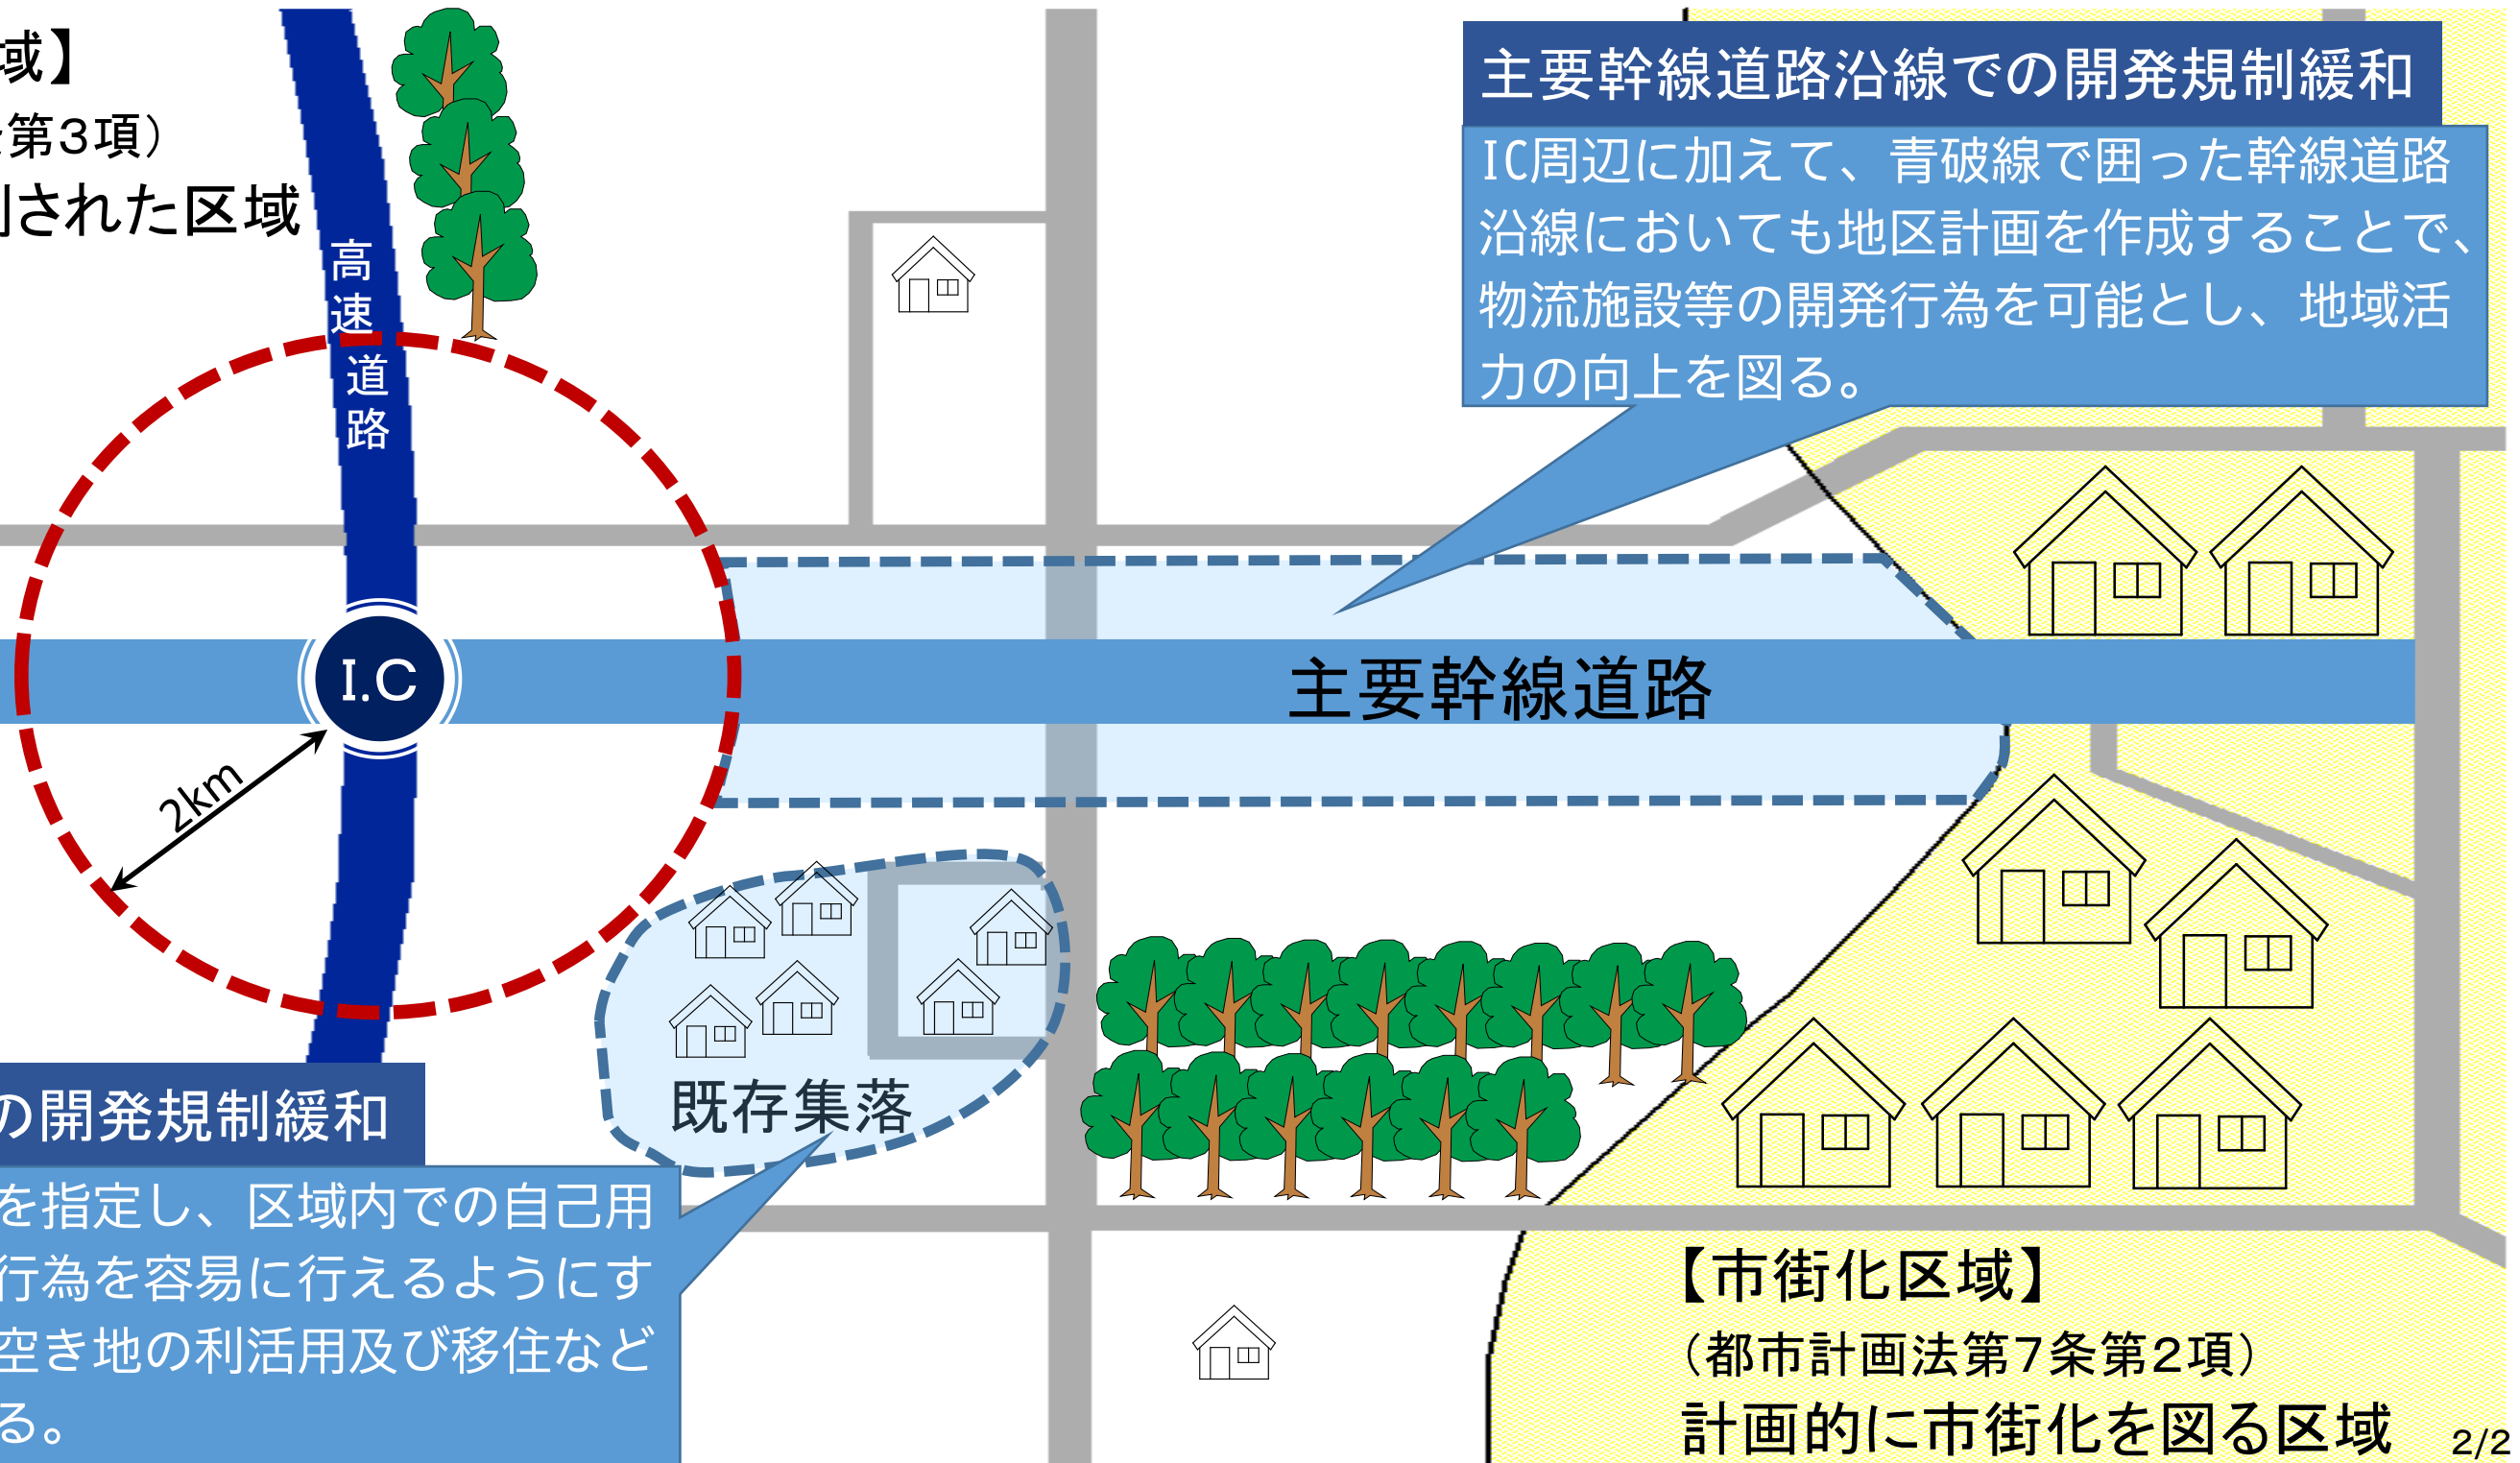 域】
第3項）
された区域
高速道路
主要幹線道路沿線での開発規制緩和
IC周辺に加えて、青破線で囲った幹線道路
沿線においても地区計画を作成することで、
物流施設等の開発行為を可能とし、地域活
力の向上を図る。
I.C
主要幹線道路
2km
既存集落
の開発規制緩和
を指定し、区域内での自己用
行為を容易に行えるようにす
空き地の利活用及び移住など
る。
【市街化区域】
（都市計画法第7条第2項）
計画的に市街化を図る区域
2/2